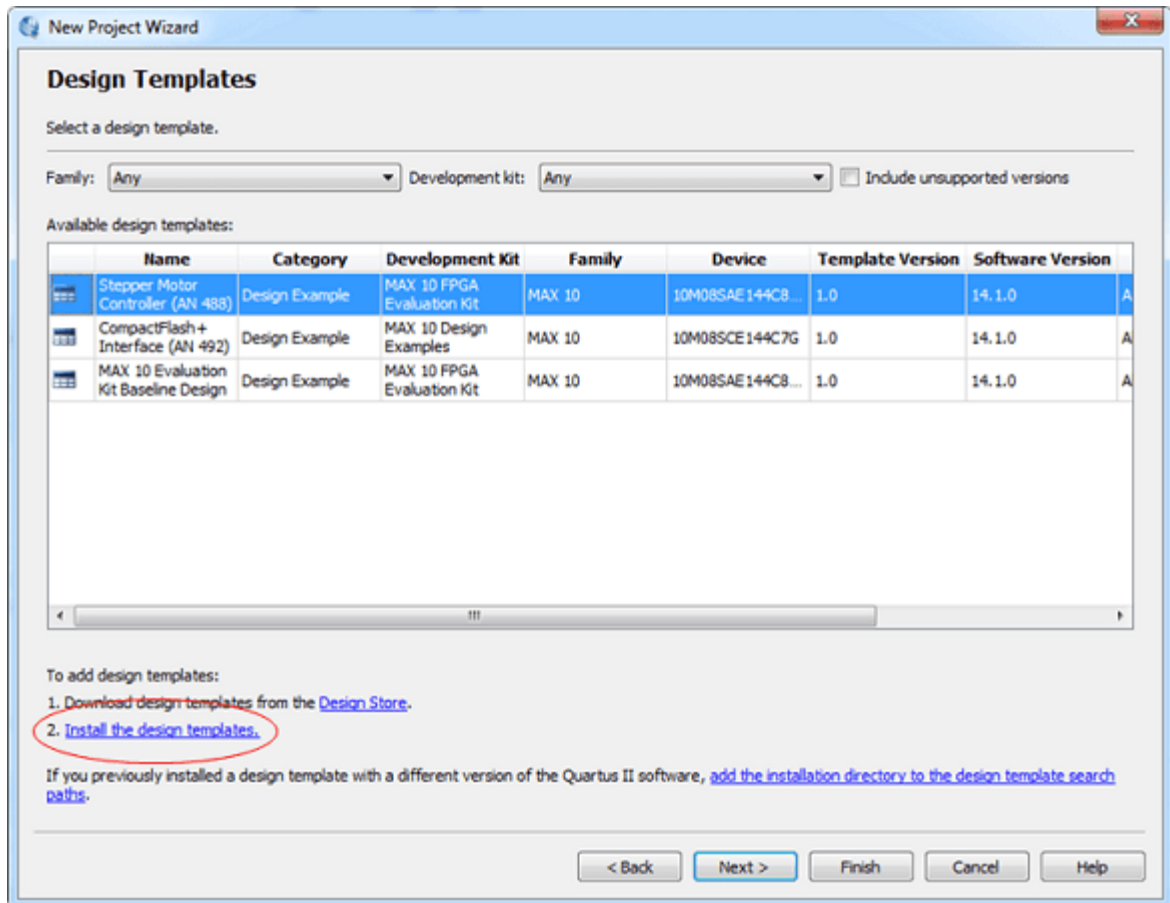 New Project Wizard
Design Templates
Select a design template.
Family: Any Development kit: Any Include unsupported versions
Available design templates:
Name Category Development Kit Family Device Template Version Software Version
Stepper Motor Controller (AN 488) Design Example MAX 10 FPGA Evaluation Kit MAX 10 10M08SAE144C8... 1.0 14.1.0 A
CompactFlash+ Interface (AN 492) Design Example MAX 10 Design Examples MAX 10 10M08SCE144C7G 1.0 14.1.0 A
MAX 10 Evaluation Kit Baseline Design Design Example MAX 10 FPGA Evaluation Kit MAX 10 10M08SAE144C8... 1.0 14.1.0 A
To add design templates:
1. Download design templates from the Design Store.
2. Install the design templates.
If you previously installed a design template with a different version of the Quartus II software, add the installation directory to the design template search
paths.
< Back Next > Finish Cancel Help